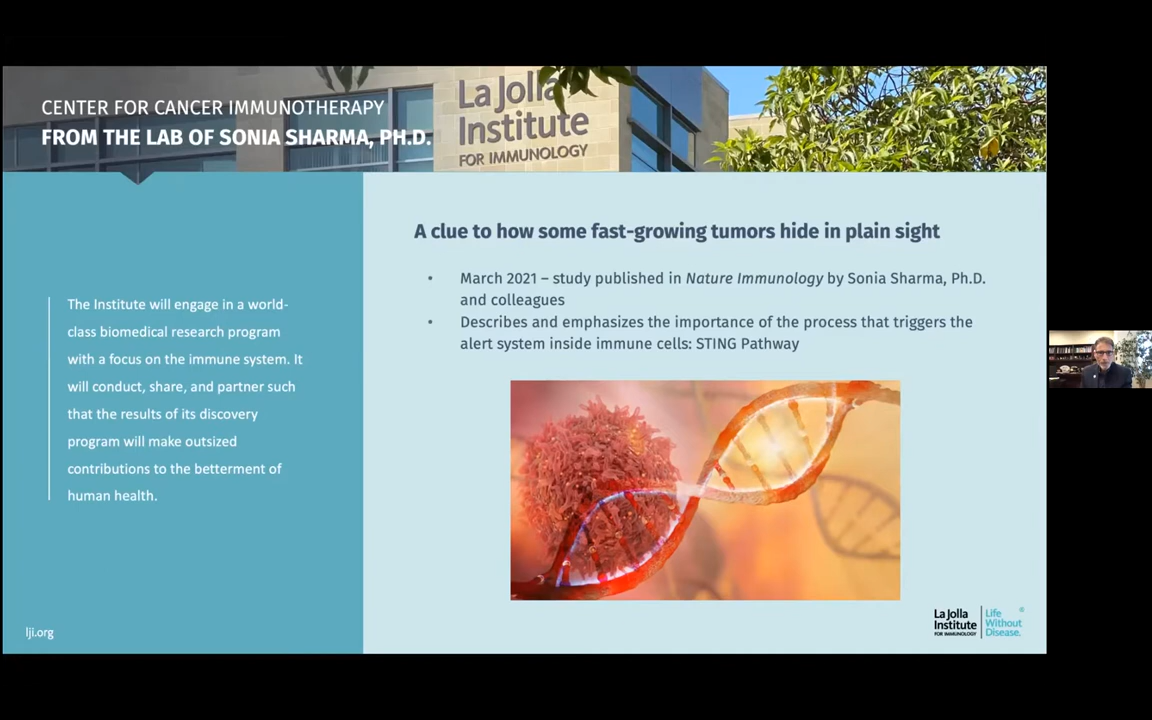 CENTER FOR CANCER IMMUNOTHERAPY
FROM THE LAB OF SONIA SHARMA, PH.D.
La Jolla
Institute
FOR IMMUNOLOGY
The Institute will engage in a world-
class biomedical research program
with a focus on the immune system. It
will conduct, share, and partner such
that the results of its discovery
program will make outsized
contributions to the betterment of
human health.
lji.org
A clue to how some fast-growing tumors hide in plain sight
• March 2021 – study published in Nature Immunology by Sonia Sharma, Ph.D.
and colleagues
• Describes and emphasizes the importance of the process that triggers the
alert system inside immune cells: STING Pathway
La Jolla
Institute
FOR IMMUNOLOGY
Life
Without
Disease.
®